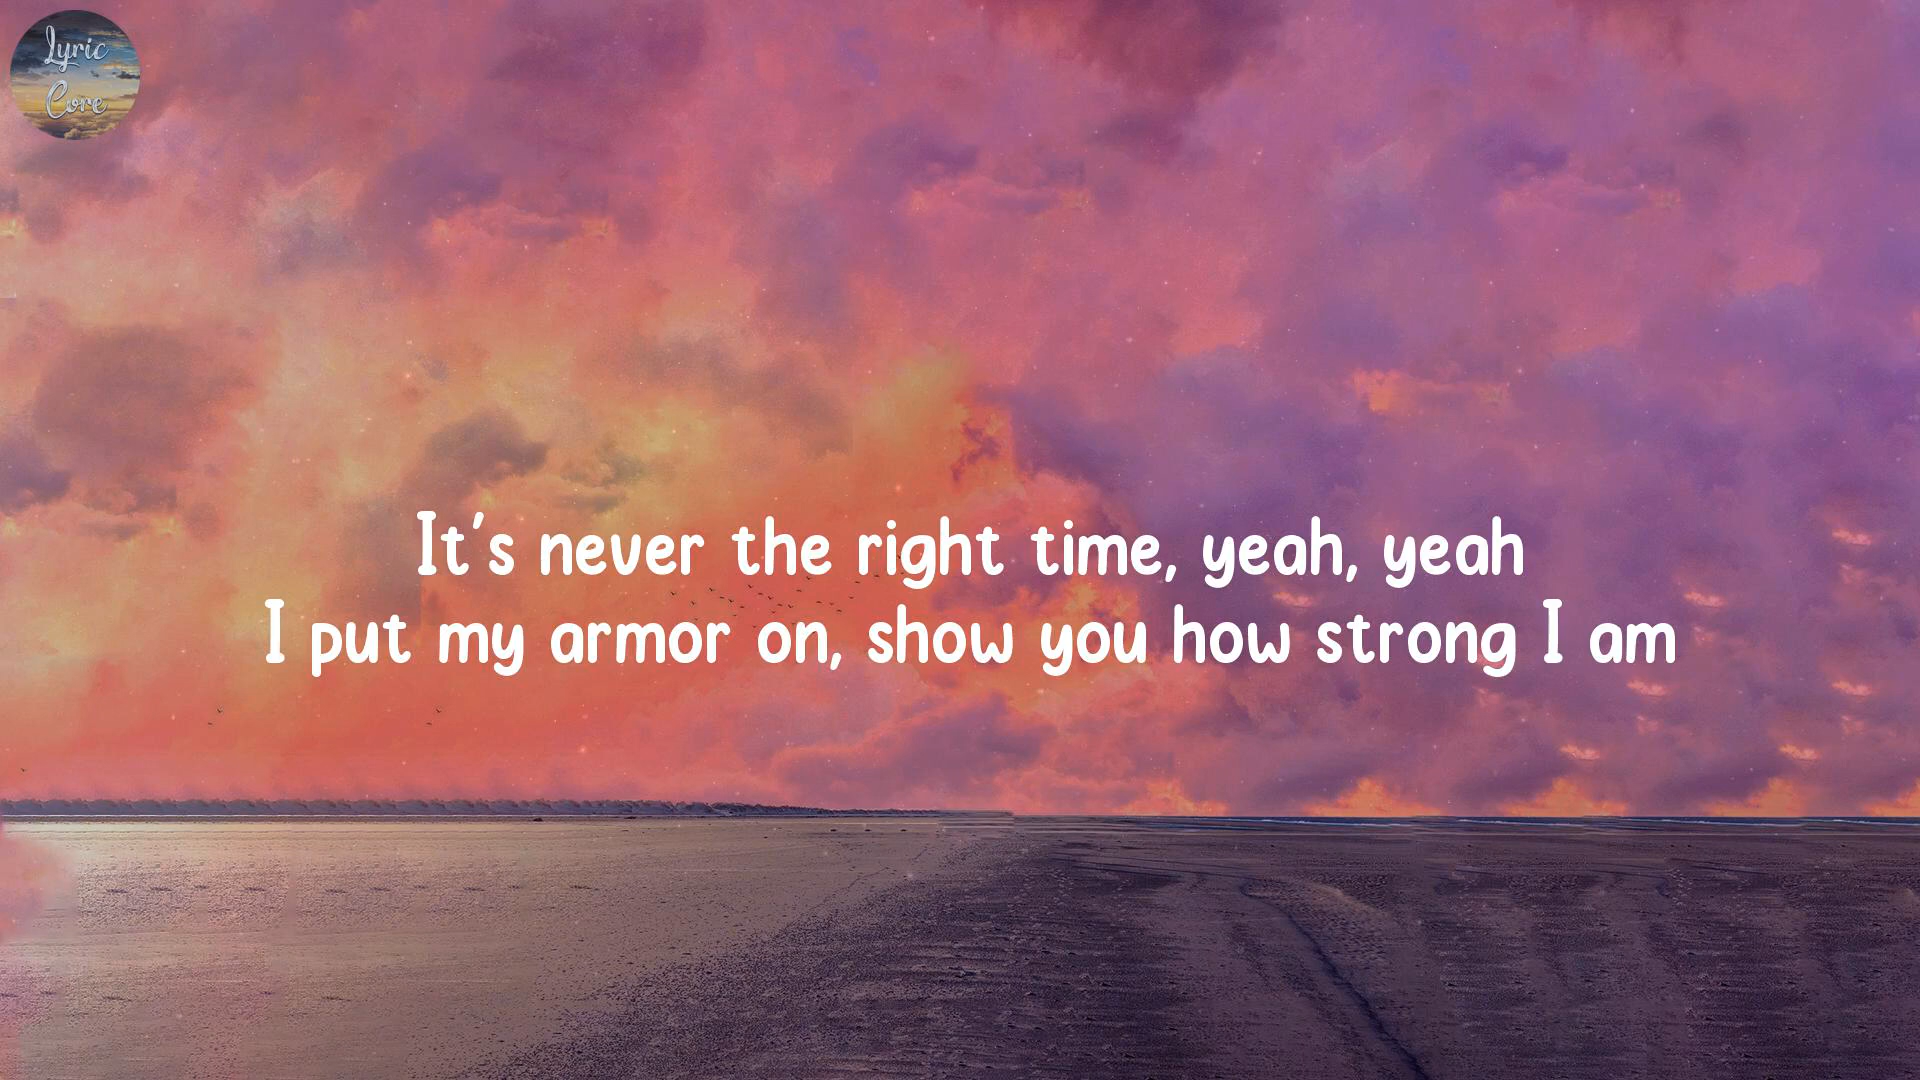 Lyric
Core
It's never the right time, yeah, yeah
I put my armor on, show you how strong I am